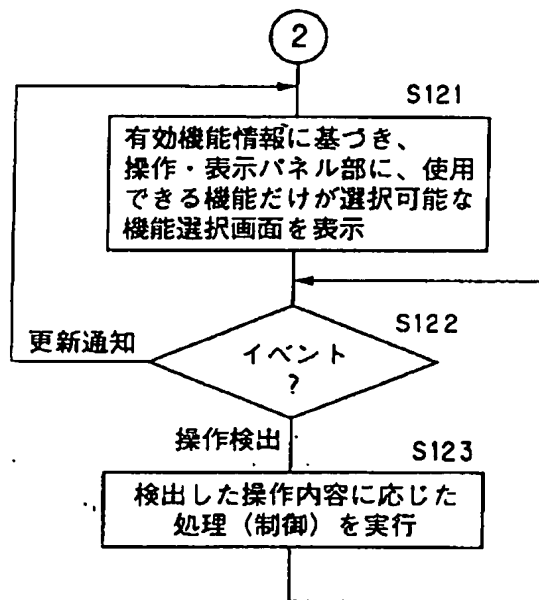 2
S121
有効機能情報に基づき、
操作・表示パネル部に、使用
できる機能だけが選択可能な
機能選択画面を表示
S122
更新通知
イベント
?
操作検出
S123
検出した操作内容に応じた
処理（制御）を実行